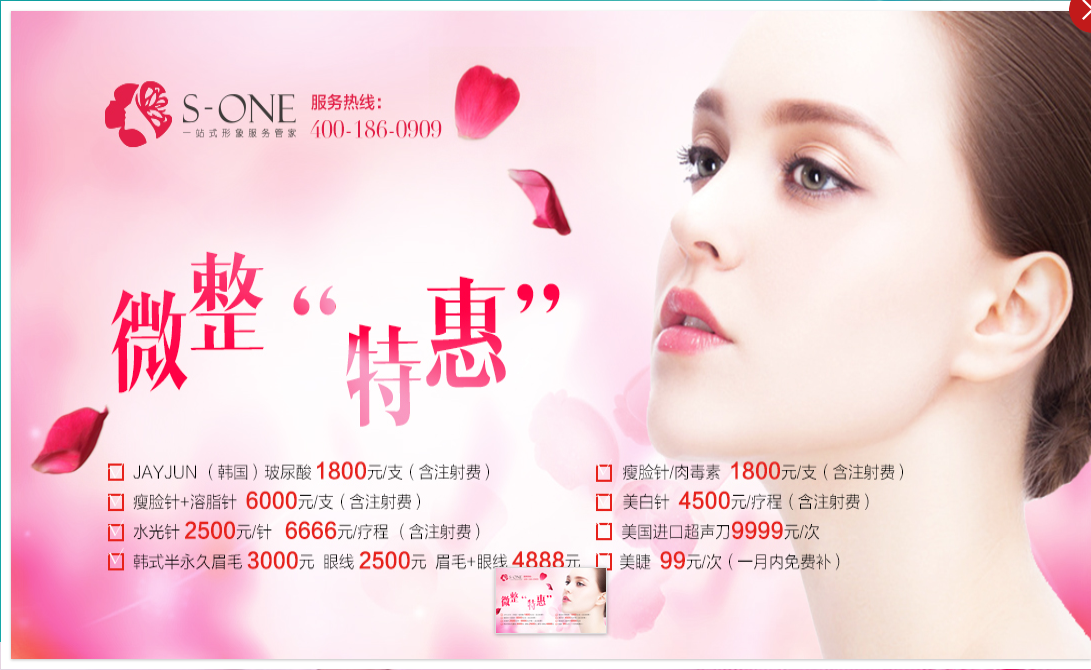 S-ONE
一站式形象服务管家
服务热线：
400-186-0909
微整“特惠”
JAYJUN（韩国）玻尿酸 1800元/支（含注射费）
瘦脸针+溶脂针 6000元/支（含注射费）
水光针 2500元/针 6666元/疗程 （含注射费）
韩式半永久眉毛 3000元 眼线 2500元 眉毛+眼线 4888元
瘦脸针/肉毒素 1800元/支（含注射费）
美白针 4500元/疗程（含注射费）
美国进口超声刀9999元/次
美睫 99元/次（一月内免费补）